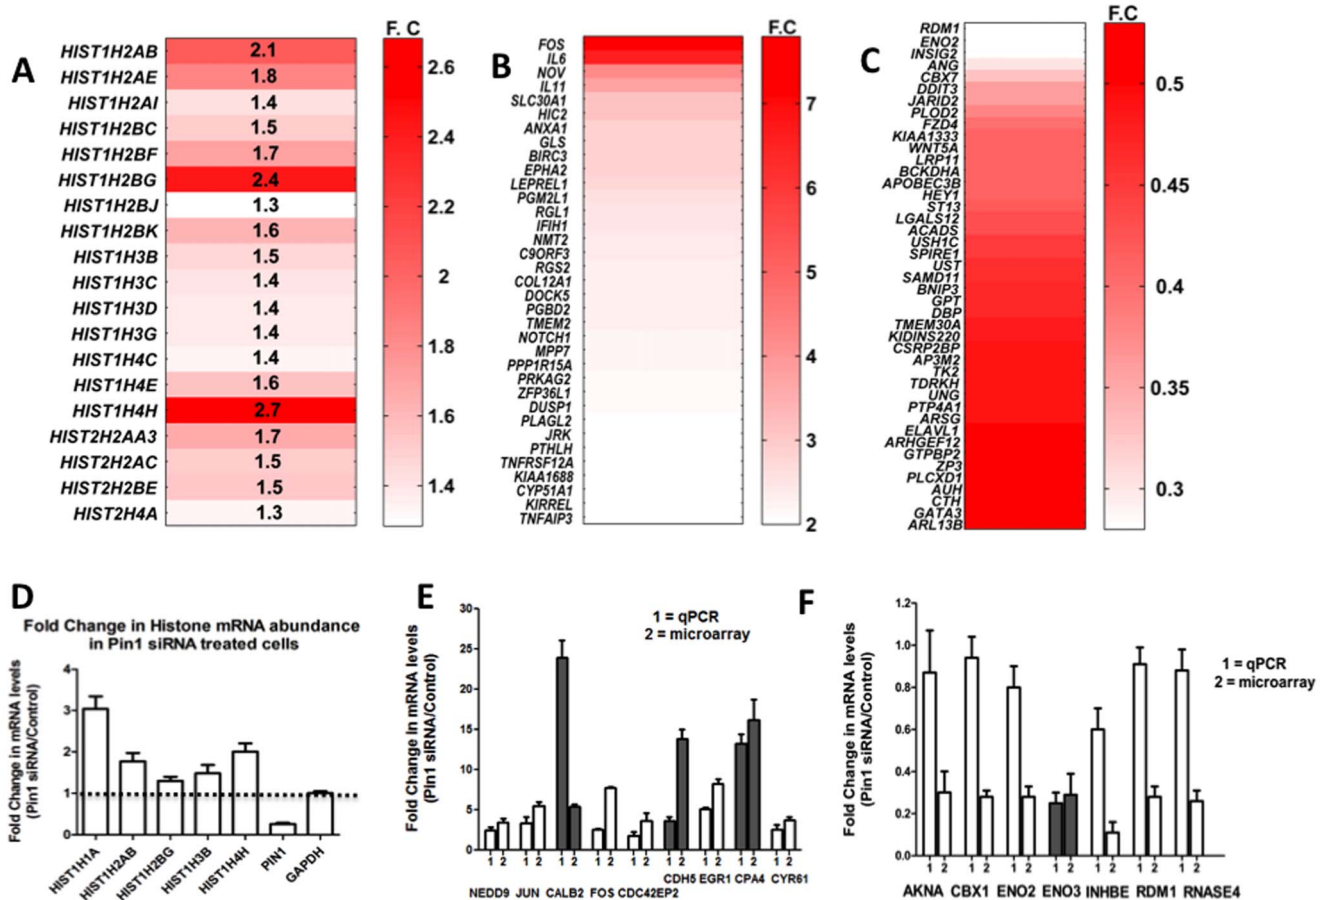 A
F. C
HIST1H2AB 2.1
HIST1H2AE 1.8
HIST1H2AI 1.4
HIST1H2BC 1.5
HIST1H2BF 1.7
HIST1H2BG 2.4
HIST1H2BJ 1.3
HIST1H2BK 1.6
HIST1H3B 1.5
HIST1H3C 1.4
HIST1H3D 1.4
HIST1H3G 1.4
HIST1H4C 1.4
HIST1H4E 1.6
HIST1H4H 2.7
HIST2H2AA3 1.7
HIST2H2AC 1.5
HIST2H2BE 1.5
HIST2H4A 1.3
2.6
2.4
2.2
2
1.8
1.6
1.4
B
F.C
FOS
IL6
NOV
IL11
SLC30A1
HIC2
ANXA1
GLS
BIRC3
EPHA2
LEPREL1
PGM2L1
RGL1
IFIH1
NMT2
C9ORF3
RGS2
COL12A1
DOCK5
PGBD2
TMEM2
NOTCH1
MPP7
PPP1R15A
PRKAG2
ZFP36L1
DUSP1
PLAGL2
JRK
PTHLH
TNFRSF12A
KIAA1688
CYP51A1
KIRREL
TNFAIP3
7
6
5
4
3
2
C
F.C
RDM1
ENO2
INSIG2
ANG
CBX7
DDIT3
JARID2
PLOD2
FZD4
KIAA1333
WNT5A
LRP11
BCKDHA
APOBEC3B
HEY1
ST13
LGALS12
ACADS
USH1C
SPIRE1
UST
SAMD11
BNIP3
GPT
DBP
TMEM30A
KIDINS220
CSRP2BP
AP3M2
TK2
TDRKH
UNG
PTP4A1
ARSG
ELAVL1
ARHGEF12
GTPBP2
ZP3
PLCXD1
AUH
CTH
GATA3
ARL13B
0.5
0.45
0.4
0.35
0.3
D
Fold Change in Histone mRNA abundance
in Pin1 siRNA treated cells
Fold Change in mRNA levels
(Pin1 siRNA/Control)
4
3
2
1
0
HIST1H1A
HIST1H2AB
HIST1H2BG
HIST1H3B
HIST1H4H
PIN1
GAPDH
E
1 = qPCR
2 = microarray
Fold Change in mRNA levels
(Pin1 siRNA/Control)
30
25
20
15
10
5
0
1 2 1 2 1 2 1 2 1 2 1 2 1 2 1 2 1 2
CDH5 EGR1 CPA4 CYR61
NEDD9 JUN CALB2 FOS CDC42EP2
F
1 = qPCR
2 = microarray
Fold Change in mRNA levels
(Pin1 siRNA/Control)
1.2
1.0
0.8
0.6
0.4
0.2
0.0
1 2 1 2 1 2 1 2 1 2 1 2 1 2
AKNA CBX1 ENO2 ENO3 INHBE RDM1 RNASE4